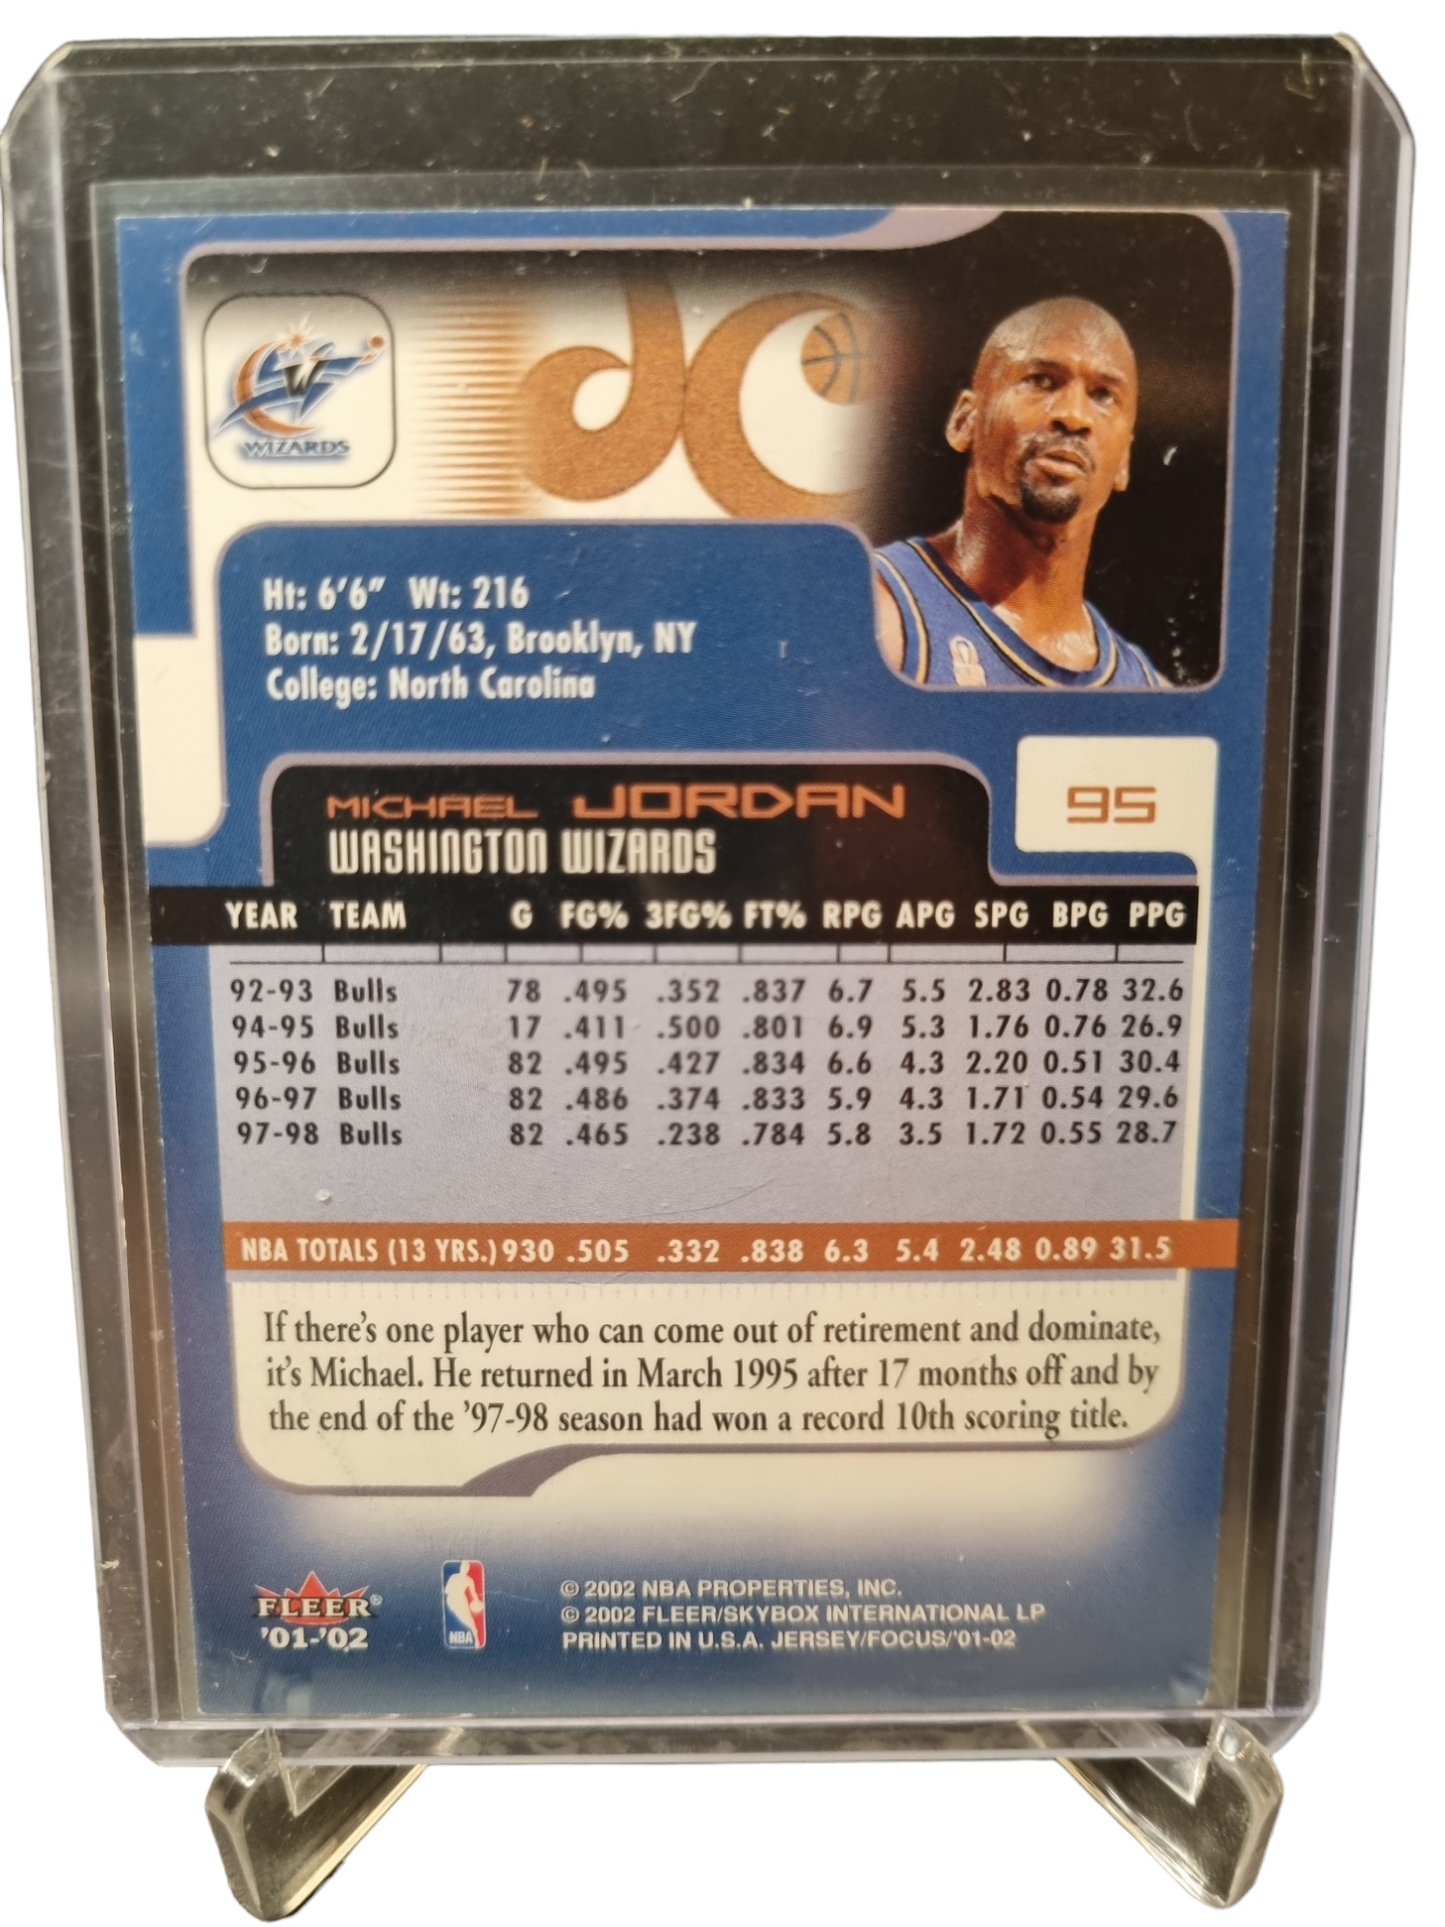 W
WIZARDS
dc
Ht: 6'6" Wt: 216
Born: 2/17/63, Brooklyn, NY
College: North Carolina
MICHAEL JORDAN
WASHINGTON WIZARDS
95
YEAR TEAM G FG% 3FG% FT% RPG APG SPG BPG PPG
92-93 Bulls 78 .495 .352 .837 6.7 5.5 2.83 0.78 32.6
94-95 Bulls 17 .411 .500 .801 6.9 5.3 1.76 0.76 26.9
95-96 Bulls 82 .495 .427 .834 6.6 4.3 2.20 0.51 30.4
96-97 Bulls 82 .486 .374 .833 5.9 4.3 1.71 0.54 29.6
97-98 Bulls 82 .465 .238 .784 5.8 3.5 1.72 0.55 28.7
NBA TOTALS (13 YRS.) 930 .505 .332 .838 6.3 5.4 2.48 0.89 31.5
If there's one player who can come out of retirement and dominate,
it's Michael. He returned in March 1995 after 17 months off and by
the end of the '97-98 season had won a record 10th scoring title.
FLEER®
'01-'02
NBA
© 2002 NBA PROPERTIES, INC.
© 2002 FLEER/SKYBOX INTERNATIONAL LP
PRINTED IN U.S.A. JERSEY/FOCUS/'01-02